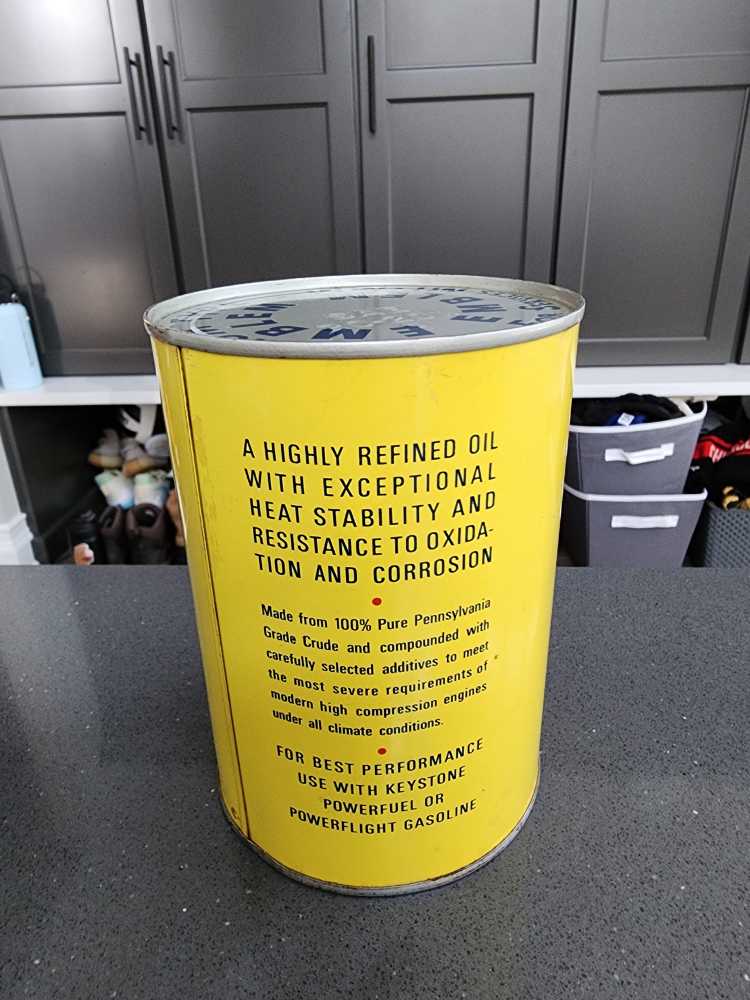 EMBLEM
EMBLEM
A HIGHLY REFINED OIL
WITH EXCEPTIONAL
HEAT STABILITY AND
RESISTANCE TO OXIDA-
TION AND CORROSION
Made from 100% Pure Pennsylvania
Grade Crude and compounded with
carefully selected additives to meet
the most severe requirements of
modern high compression engines
under all climate conditions.
FOR BEST PERFORMANCE
USE WITH KEYSTONE
POWERFUEL OR
POWERFLIGHT GASOLINE